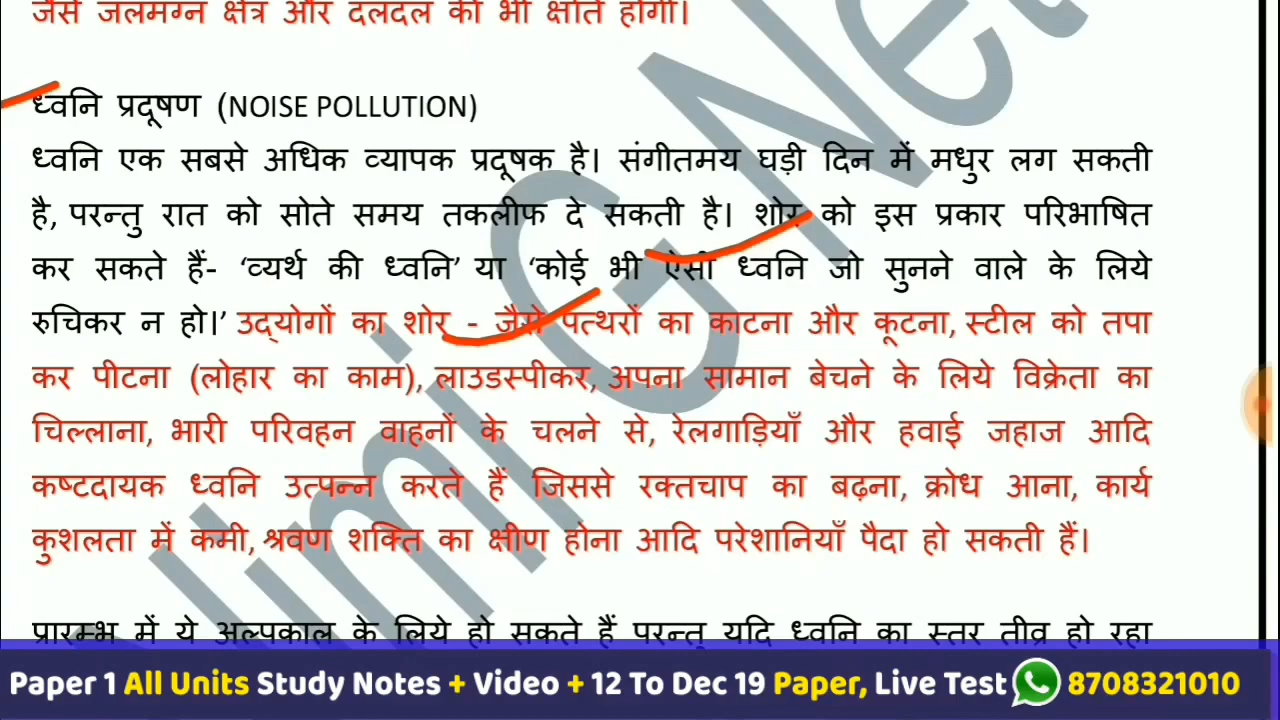 जैसे जलमग्न क्षेत्र और दलदल की भी क्षति होगी।
ध्वनि प्रदूषण (NOISE POLLUTION)
ध्वनि एक सबसे अधिक व्यापक प्रदूषक है। संगीतमय घड़ी दिन में मधुर लग सकती
है, परन्तु रात को सोते समय तकलीफ दे सकती है। शोर को इस प्रकार परिभाषित
कर सकते हैं- ‘व्यर्थ की ध्वनि’ या ‘कोई भी ऐसी ध्वनि जो सुनने वाले के लिये
रुचिकर न हो।’ उद्योगों का शोर - जैसे पत्थरों का काटना और कूटना, स्टील को तपा
कर पीटना (लोहार का काम), लाउडस्पीकर, अपना सामान बेचने के लिये विक्रेता का
चिल्लाना, भारी परिवहन वाहनों के चलने से, रेलगाड़ियाँ और हवाई जहाज आदि
कष्टदायक ध्वनि उत्पन्न करते हैं जिससे रक्तचाप का बढ़ना, क्रोध आना, कार्य
कुशलता में कमी, श्रवण शक्ति का क्षीण होना आदि परेशानियाँ पैदा हो सकती हैं।
प्रारम्भ में ये अल्पकाल के लिये हो सकते हैं परन्तु यदि ध्वनि का स्तर तीव्र हो रहा
Paper 1 All Units Study Notes + Video + 12 To Dec 19 Paper, Live Test 8708321010